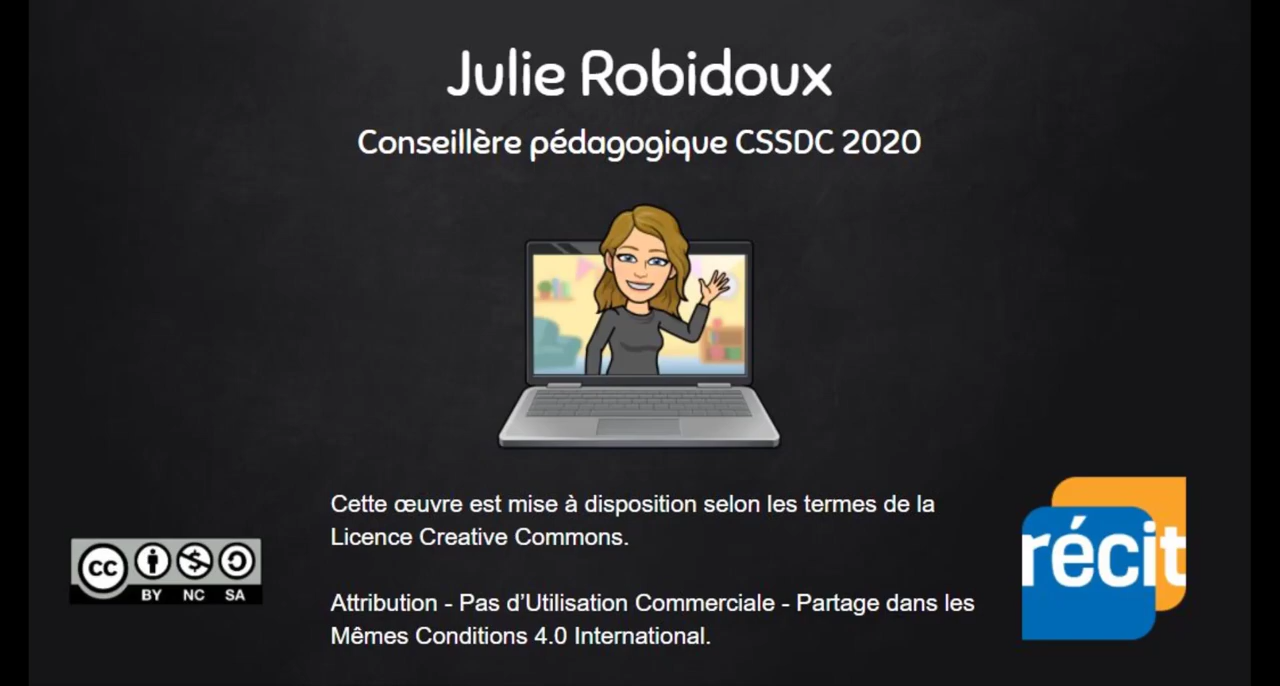 Julie Robidoux
Conseillère pédagogique CSSDC 2020
Cette œuvre est mise à disposition selon les termes de la
Licence Creative Commons.
Attribution - Pas d’Utilisation Commerciale - Partage dans les
Mêmes Conditions 4.0 International.
cc
BY NC SA
récit